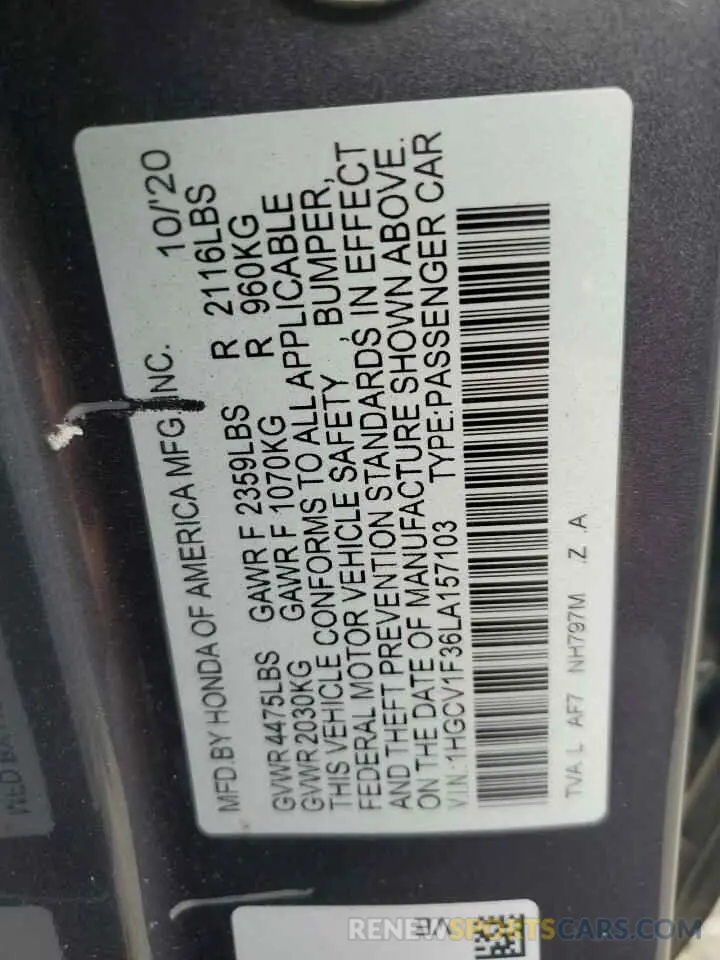 MFD.BY HONDA OF AMERICA MFG. INC. 10/'20
GVWR 4475LBS GAWR F 2359LBS R 2116LBS
GVWR 2030KG GAWR F 1070KG R 960KG
THIS VEHICLE CONFORMS TO ALL APPLICABLE
FEDERAL MOTOR VEHICLE SAFETY , BUMPER,
AND THEFT PREVENTION STANDARDS IN EFFECT
ON THE DATE OF MANUFACTURE SHOWN ABOVE.
V.I.N.:1HGCV1F36LA157103 TYPE:PASSENGER CAR
TVA L AF7 NH797M .Z .A
RENEWSPORTSCARS.COM